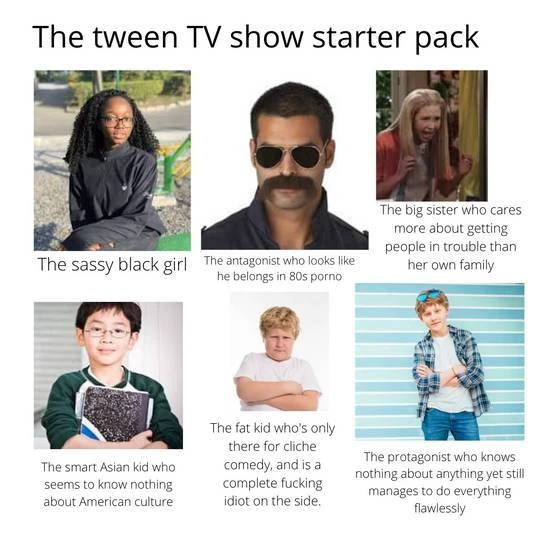 The tween TV show starter pack
The sassy black girl
The antagonist who looks like
he belongs in 80s porno
The big sister who cares
more about getting
people in trouble than
her own family
The smart Asian kid who
seems to know nothing
about American culture
The fat kid who's only
there for cliche
comedy, and is a
complete fucking
idiot on the side.
The protagonist who knows
nothing about anything yet still
manages to do everything
flawlessly